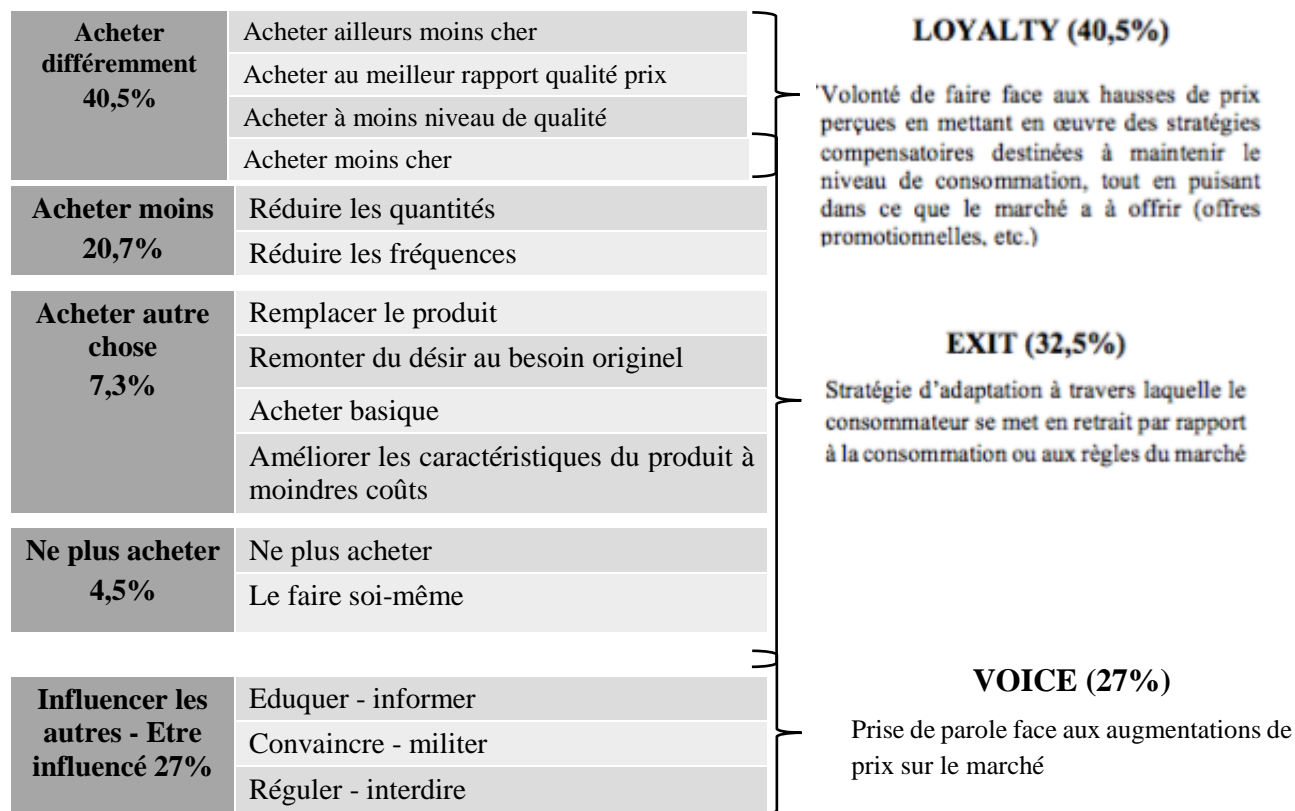 Acheter
différemment
40,5%
Acheter ailleurs moins cher
Acheter au meilleur rapport qualité prix
Acheter à moins niveau de qualité
Acheter moins cher
LOYALTY (40,5%)
Volonté de faire face aux hausses de prix
perçues en mettant en œuvre des stratégies
compensatoires destinées à maintenir le
niveau de consommation, tout en puisant
dans ce que le marché a à offrir (offres
promotionnelles, etc.)
Acheter moins
20,7%
Réduire les quantités
Réduire les fréquences
Acheter autre
chose
7,3%
Remplacer le produit
Remonter du désir au besoin originel
Acheter basique
Améliorer les caractéristiques du produit à
moindres coûts
EXIT (32,5%)
Stratégie d'adaptation à travers laquelle le
consommateur se met en retrait par rapport
à la consommation ou aux règles du marché
Ne plus acheter
4,5%
Ne plus acheter
Le faire soi-même
Influencer les
autres - Etre
influencé 27%
Eduquer - informer
Convaincre - militer
Réguler - interdire
VOICE (27%)
Prise de parole face aux augmentations de
prix sur le marché